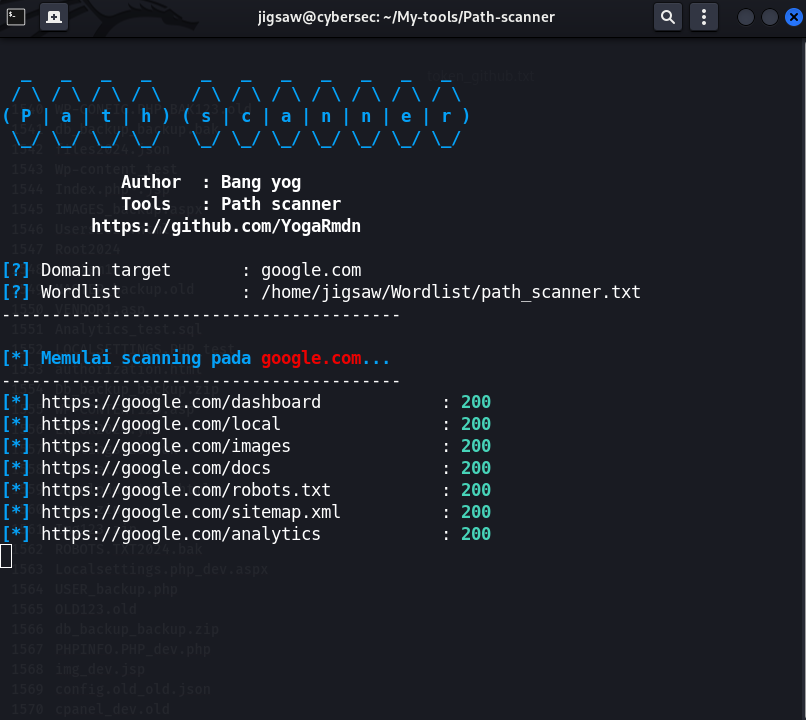 jigsaw@cybersec: ~/My-tools/Path-scanner
( P | a | t | h ) ( s | c | a | n | n | e | r )
Author : Bang yog
Tools : Path scanner
https://github.com/YogaRmdn
[?] Domain target : google.com
[?] Wordlist : /home/jigsaw/Wordlist/path_scanner.txt
----------------------------------------
[*] Memulai scanning pada google.com...
----------------------------------------
[*] https://google.com/dashboard : 200
[*] https://google.com/local : 200
[*] https://google.com/images : 200
[*] https://google.com/docs : 200
[*] https://google.com/robots.txt : 200
[*] https://google.com/sitemap.xml : 200
[*] https://google.com/analytics : 200
1562 ROBOTS.TXT2024.bak
1563 Localsettings.php_dev.aspx
1564 USER_backup.php
1565 OLD123.old
1566 db_backup_backup.zip
1567 PHPINFO.PHP_dev.php
1568 img_dev.jsp
1569 config.old_old.json
1570 cpanel_dev.old